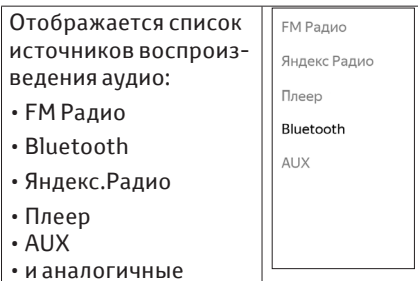 Отображается список
источников воспроиз-
ведения аудио:
• FM Радио
• Bluetooth
• Яндекс.Радио
• Плеер
• AUX
• и аналогичные
FM Радио
Яндекс Радио
Плеер
Bluetooth
AUX